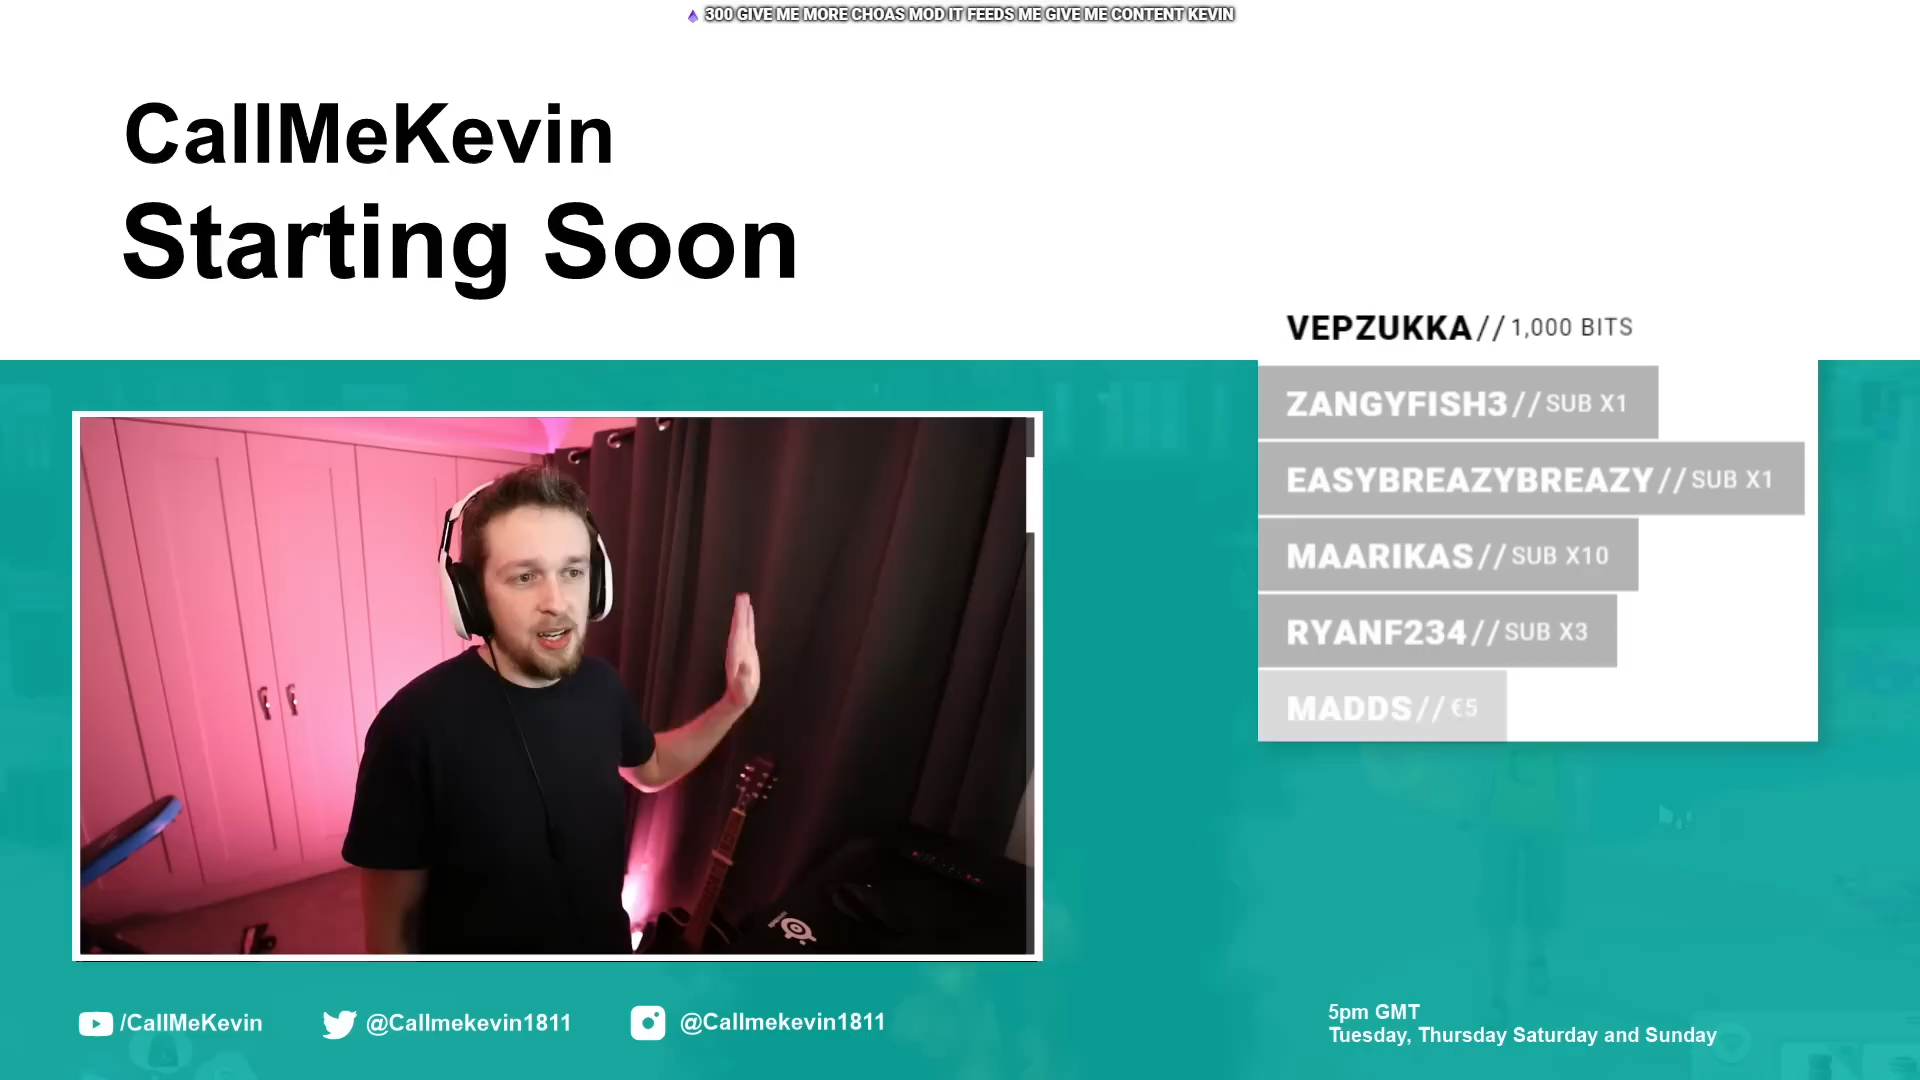 300 GIVE ME MORE CHOAS MOD IT FEEDS ME GIVE ME CONTENT KEVIN
CallMeKevin
Starting Soon
VEPZUKKA// 1,000 BITS
ZANGYFISH3// SUB X1
EASYBREAZYBREAZY// SUB X1
MAARIKAS// SUB X10
RYANF234// SUB X3
MADDS// €5
/CallMeKevin
@Callmekevin1811
@Callmekevin1811
5pm GMT
Tuesday, Thursday Saturday and Sunday